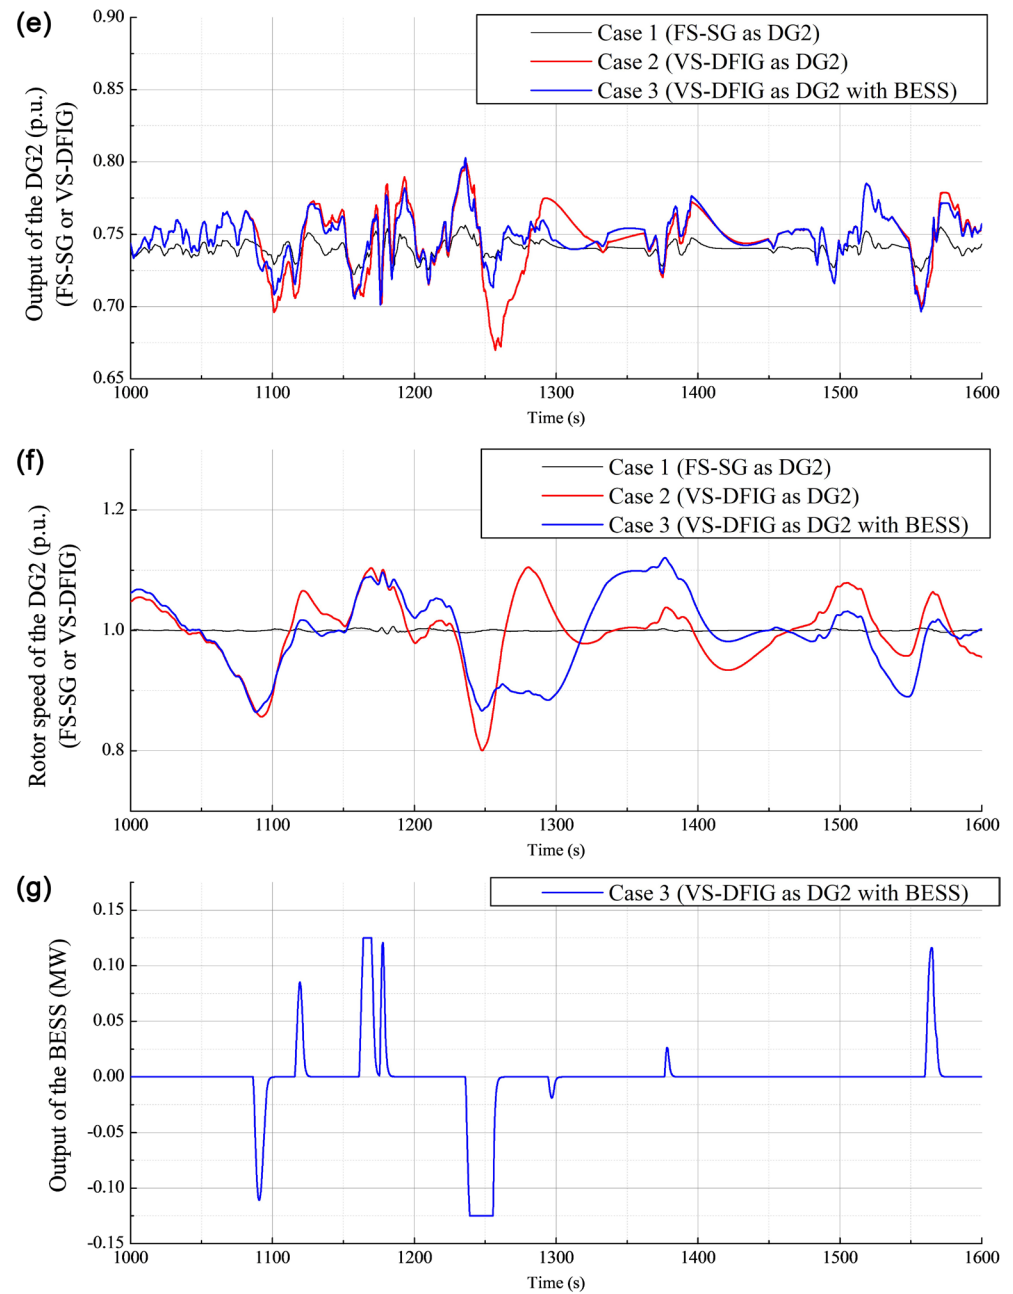 (e)
Case 1 (FS-SG as DG2)
Case 2 (VS-DFIG as DG2)
Case 3 (VS-DFIG as DG2 with BESS)
Output of the DG2 (p.u.)
(FS-SG or VS-DFIG)
0.90
0.85
0.80
0.75
0.70
0.65
1000 1100 1200 1300 1400 1500 1600
Time (s)
(f)
Case 1 (FS-SG as DG2)
Case 2 (VS-DFIG as DG2)
Case 3 (VS-DFIG as DG2 with BESS)
Rotor speed of the DG2 (p.u.)
(FS-SG or VS-DFIG)
1.2
1.0
0.8
1000 1100 1200 1300 1400 1500 1600
Time (s)
(g)
Case 3 (VS-DFIG as DG2 with BESS)
Output of the BESS (MW)
0.15
0.10
0.05
0.00
-0.05
-0.10
-0.15
1000 1100 1200 1300 1400 1500 1600
Time (s)